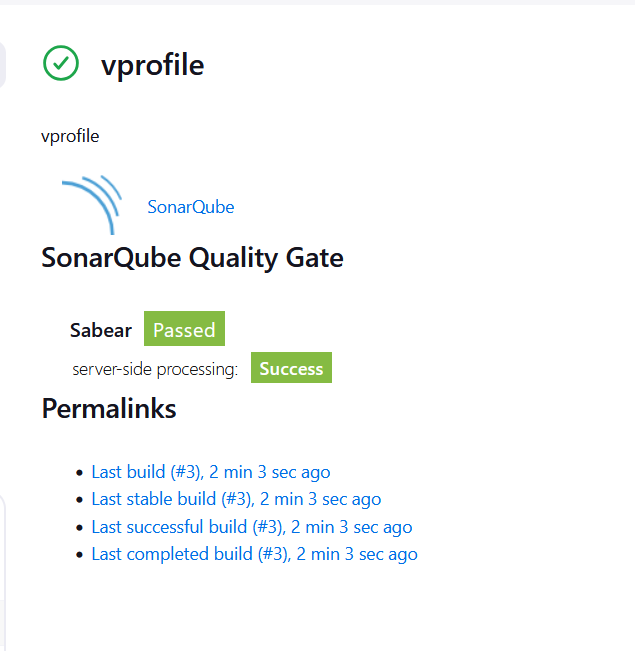 vprofile
vprofile
SonarQube
SonarQube Quality Gate
Sabear Passed
server-side processing: Success
Permalinks
Last build (#3), 2 min 3 sec ago
Last stable build (#3), 2 min 3 sec ago
Last successful build (#3), 2 min 3 sec ago
Last completed build (#3), 2 min 3 sec ago